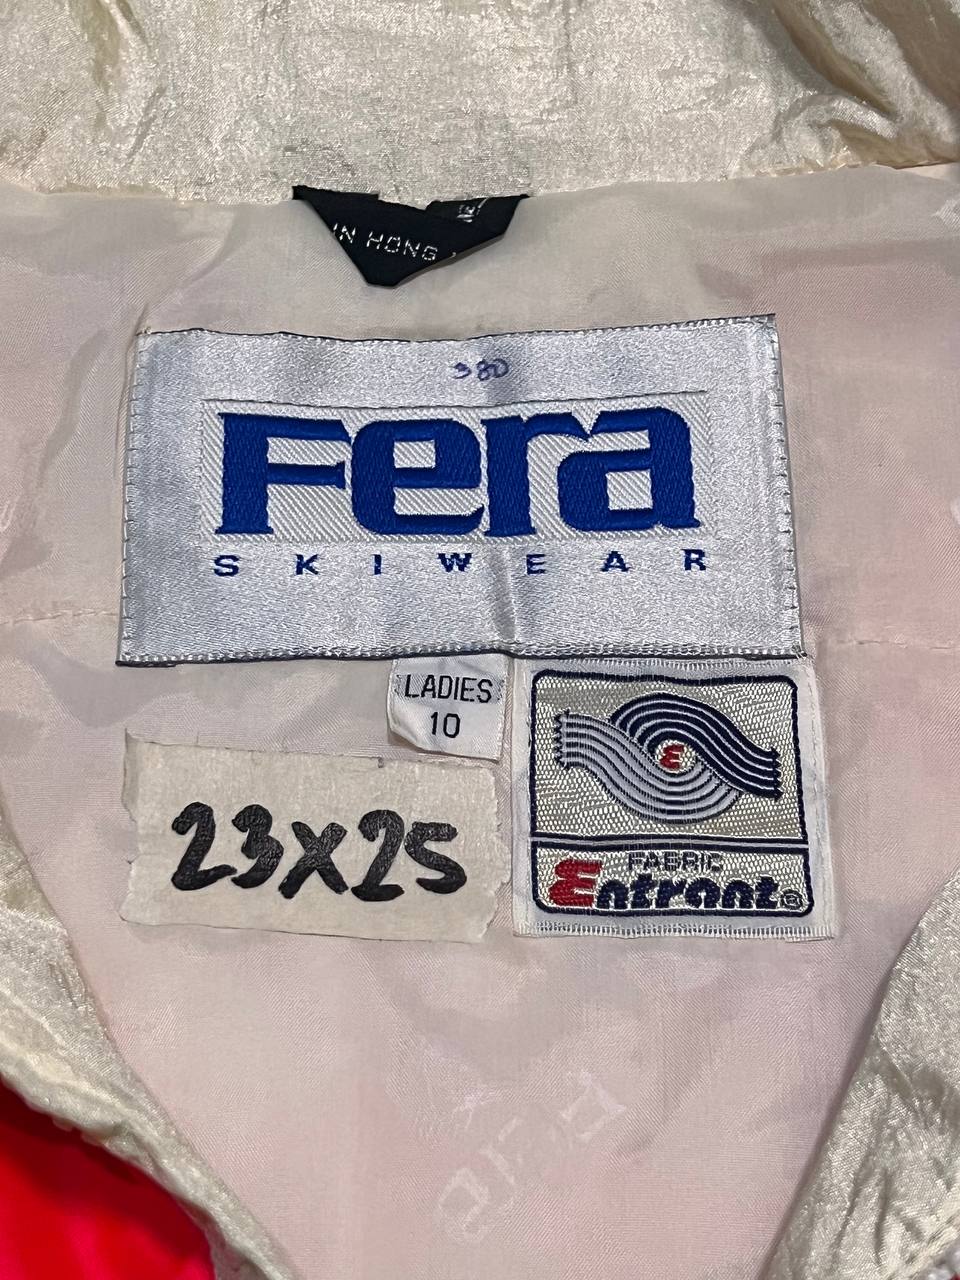 IN HONG
380
Fera
SKIWEAR
LADIES
10
E
23X25
FABRIC
Entrant®